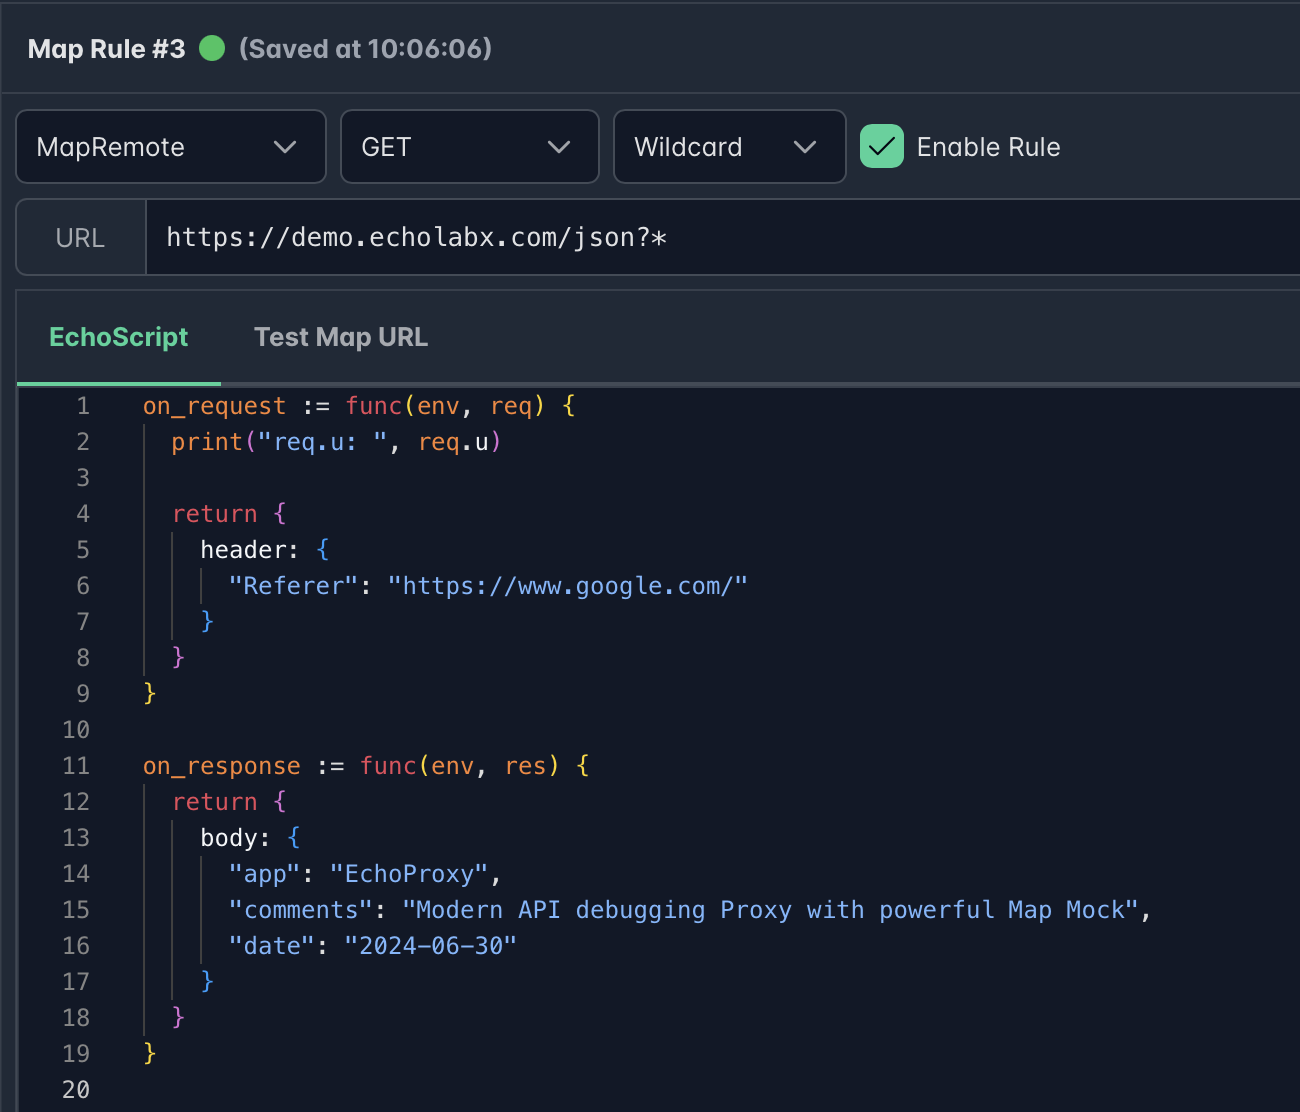 Map Rule #3 (Saved at 10:06:06)
MapRemote GET Wildcard Enable Rule
URL https://demo.echolabx.com/json?*
EchoScript Test Map URL
1 on_request := func(env, req) {
2 print("req.u: ", req.u)
3
4 return {
5 header: {
6 "Referer": "https://www.google.com/"
7 }
8 }
9 }
10
11 on_response := func(env, res) {
12 return {
13 body: {
14 "app": "EchoProxy",
15 "comments": "Modern API debugging Proxy with powerful Map Mock",
16 "date": "2024-06-30"
17 }
18 }
19 }
20